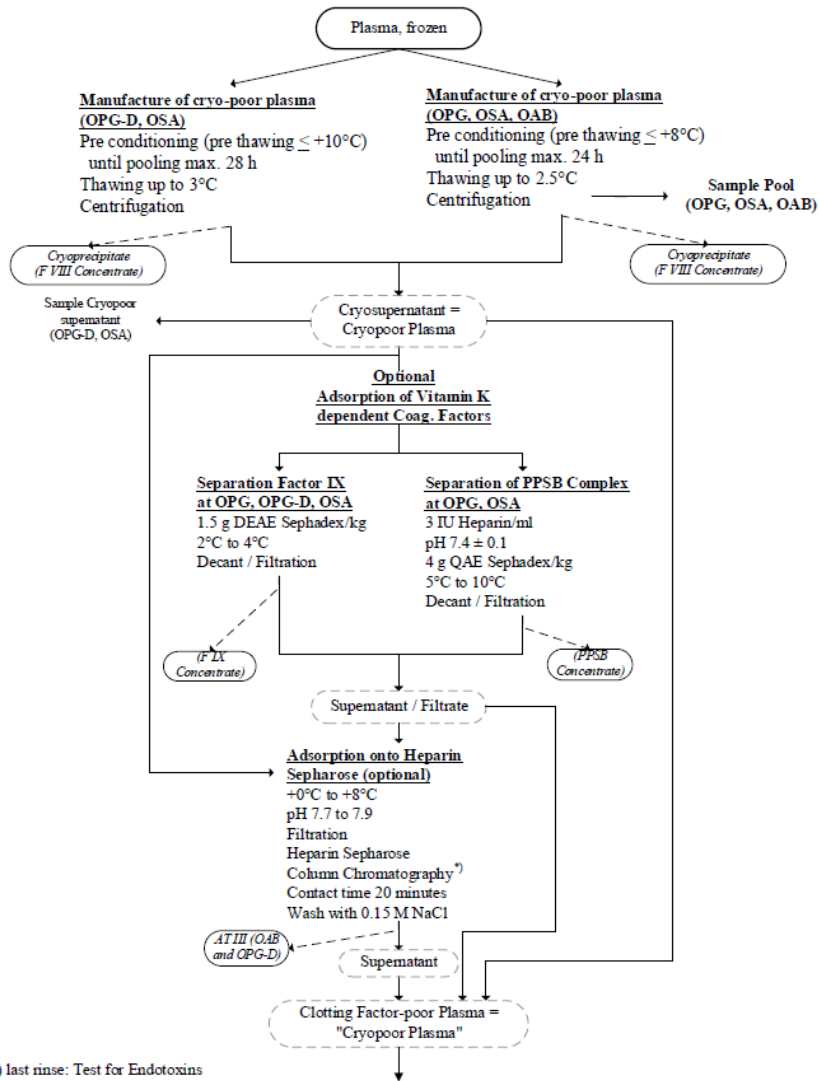 Plasma, frozen
Manufacture of cryo-poor plasma
(OPG-D, OSA)
Pre conditioning (pre thawing ≤ +10°C)
until pooling max. 28 h
Thawing up to 3°C
Centrifugation
Manufacture of cryo-poor plasma
(OPG, OSA, OAB)
Pre conditioning (pre thawing ≤ +8°C)
until pooling max. 24 h
Thawing up to 2.5°C
Centrifugation
Sample Pool
(OPG, OSA, OAB)
Cryoprecipitate
(F VIII Concentrate)
Cryoprecipitate
(F VIII Concentrate)
Sample Cryopoor
supernatant
(OPG-D, OSA)
Cryosupernatant =
Cryopoor Plasma
Optional
Adsorption of Vitamin K
dependent Coag. Factors
Separation Factor IX
at OPG, OPG-D, OSA
1.5 g DEAE Sephadex/kg
2°C to 4°C
Decant / Filtration
Separation of PPSB Complex
at OPG, OSA
3 IU Heparin/ml
pH 7.4 ± 0.1
4 g QAE Sephadex/kg
5°C to 10°C
Decant / Filtration
(F IX
Concentrate)
(PPSB
Concentrate)
Supernatant / Filtrate
Adsorption onto Heparin
Sepharose (optional)
+0°C to +8°C
pH 7.7 to 7.9
Filtration
Heparin Sepharose
Column Chromatography*)
Contact time 20 minutes
Wash with 0.15 M NaCl
AT III (OAB
and OPG-D)
Supernatant
Clotting Factor-poor Plasma =
"Cryopoor Plasma"
) last rinse: Test for Endotoxins